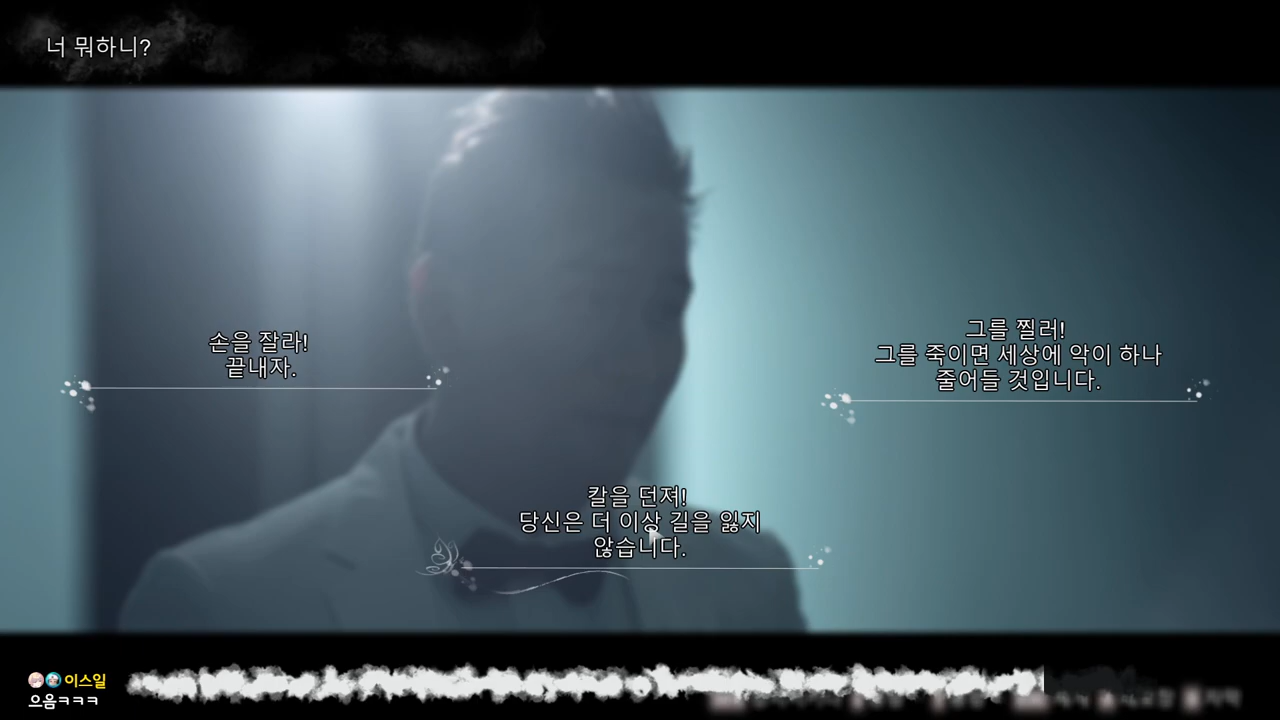 너 뭐하니?
손을 잘라!
끝내자.
그를 찔러!
그를 죽이면 세상에 악이 하나
줄어들 것입니다.
칼을 던져!
당신은 더 이상 길을 잃지
않습니다.
이스일
으음ㅋㅋㅋ